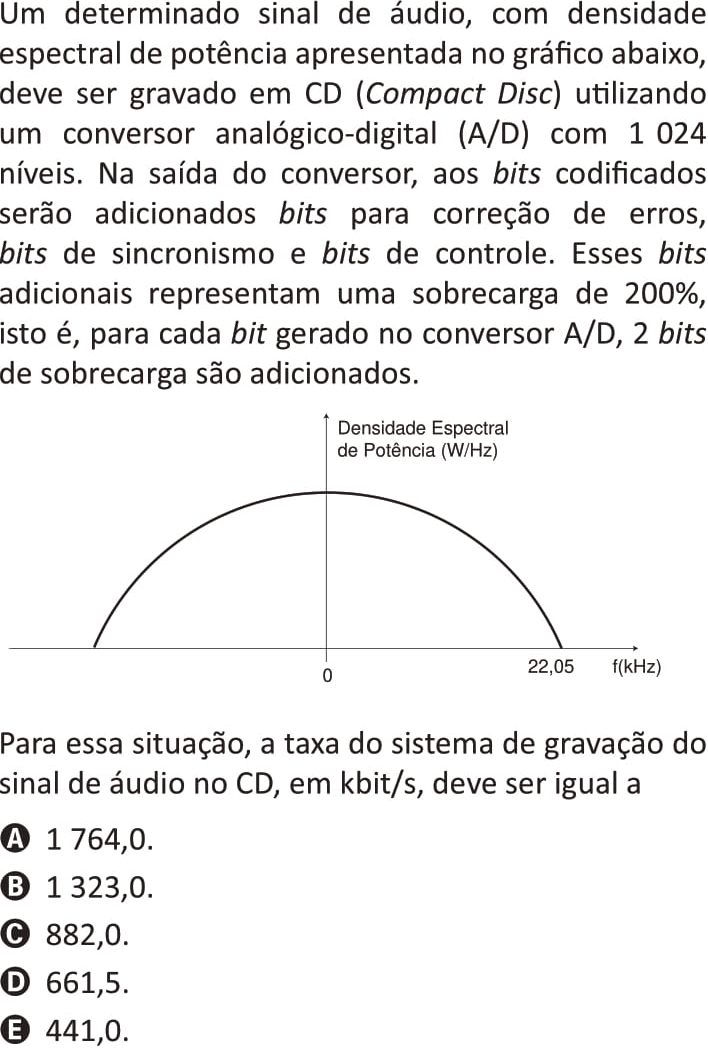 Um determinado sinal de áudio, com densidade
espectral de potência apresentada no gráfico abaixo,
deve ser gravado em CD (Compact Disc) utilizando
um conversor analógico-digital (A/D) com 1 024
níveis. Na saída do conversor, aos bits codificados
serão adicionados bits para correção de erros,
bits de sincronismo e bits de controle. Esses bits
adicionais representam uma sobrecarga de 200%,
isto é, para cada bit gerado no conversor A/D, 2 bits
de sobrecarga são adicionados.
Densidade Espectral
de Potência (W/Hz)
0
22,05
f(kHz)
Para essa situação, a taxa do sistema de gravação do
sinal de áudio no CD, em kbit/s, deve ser igual a
A 1 764,0.
B 1 323,0.
C 882,0.
D 661,5.
E 441,0.